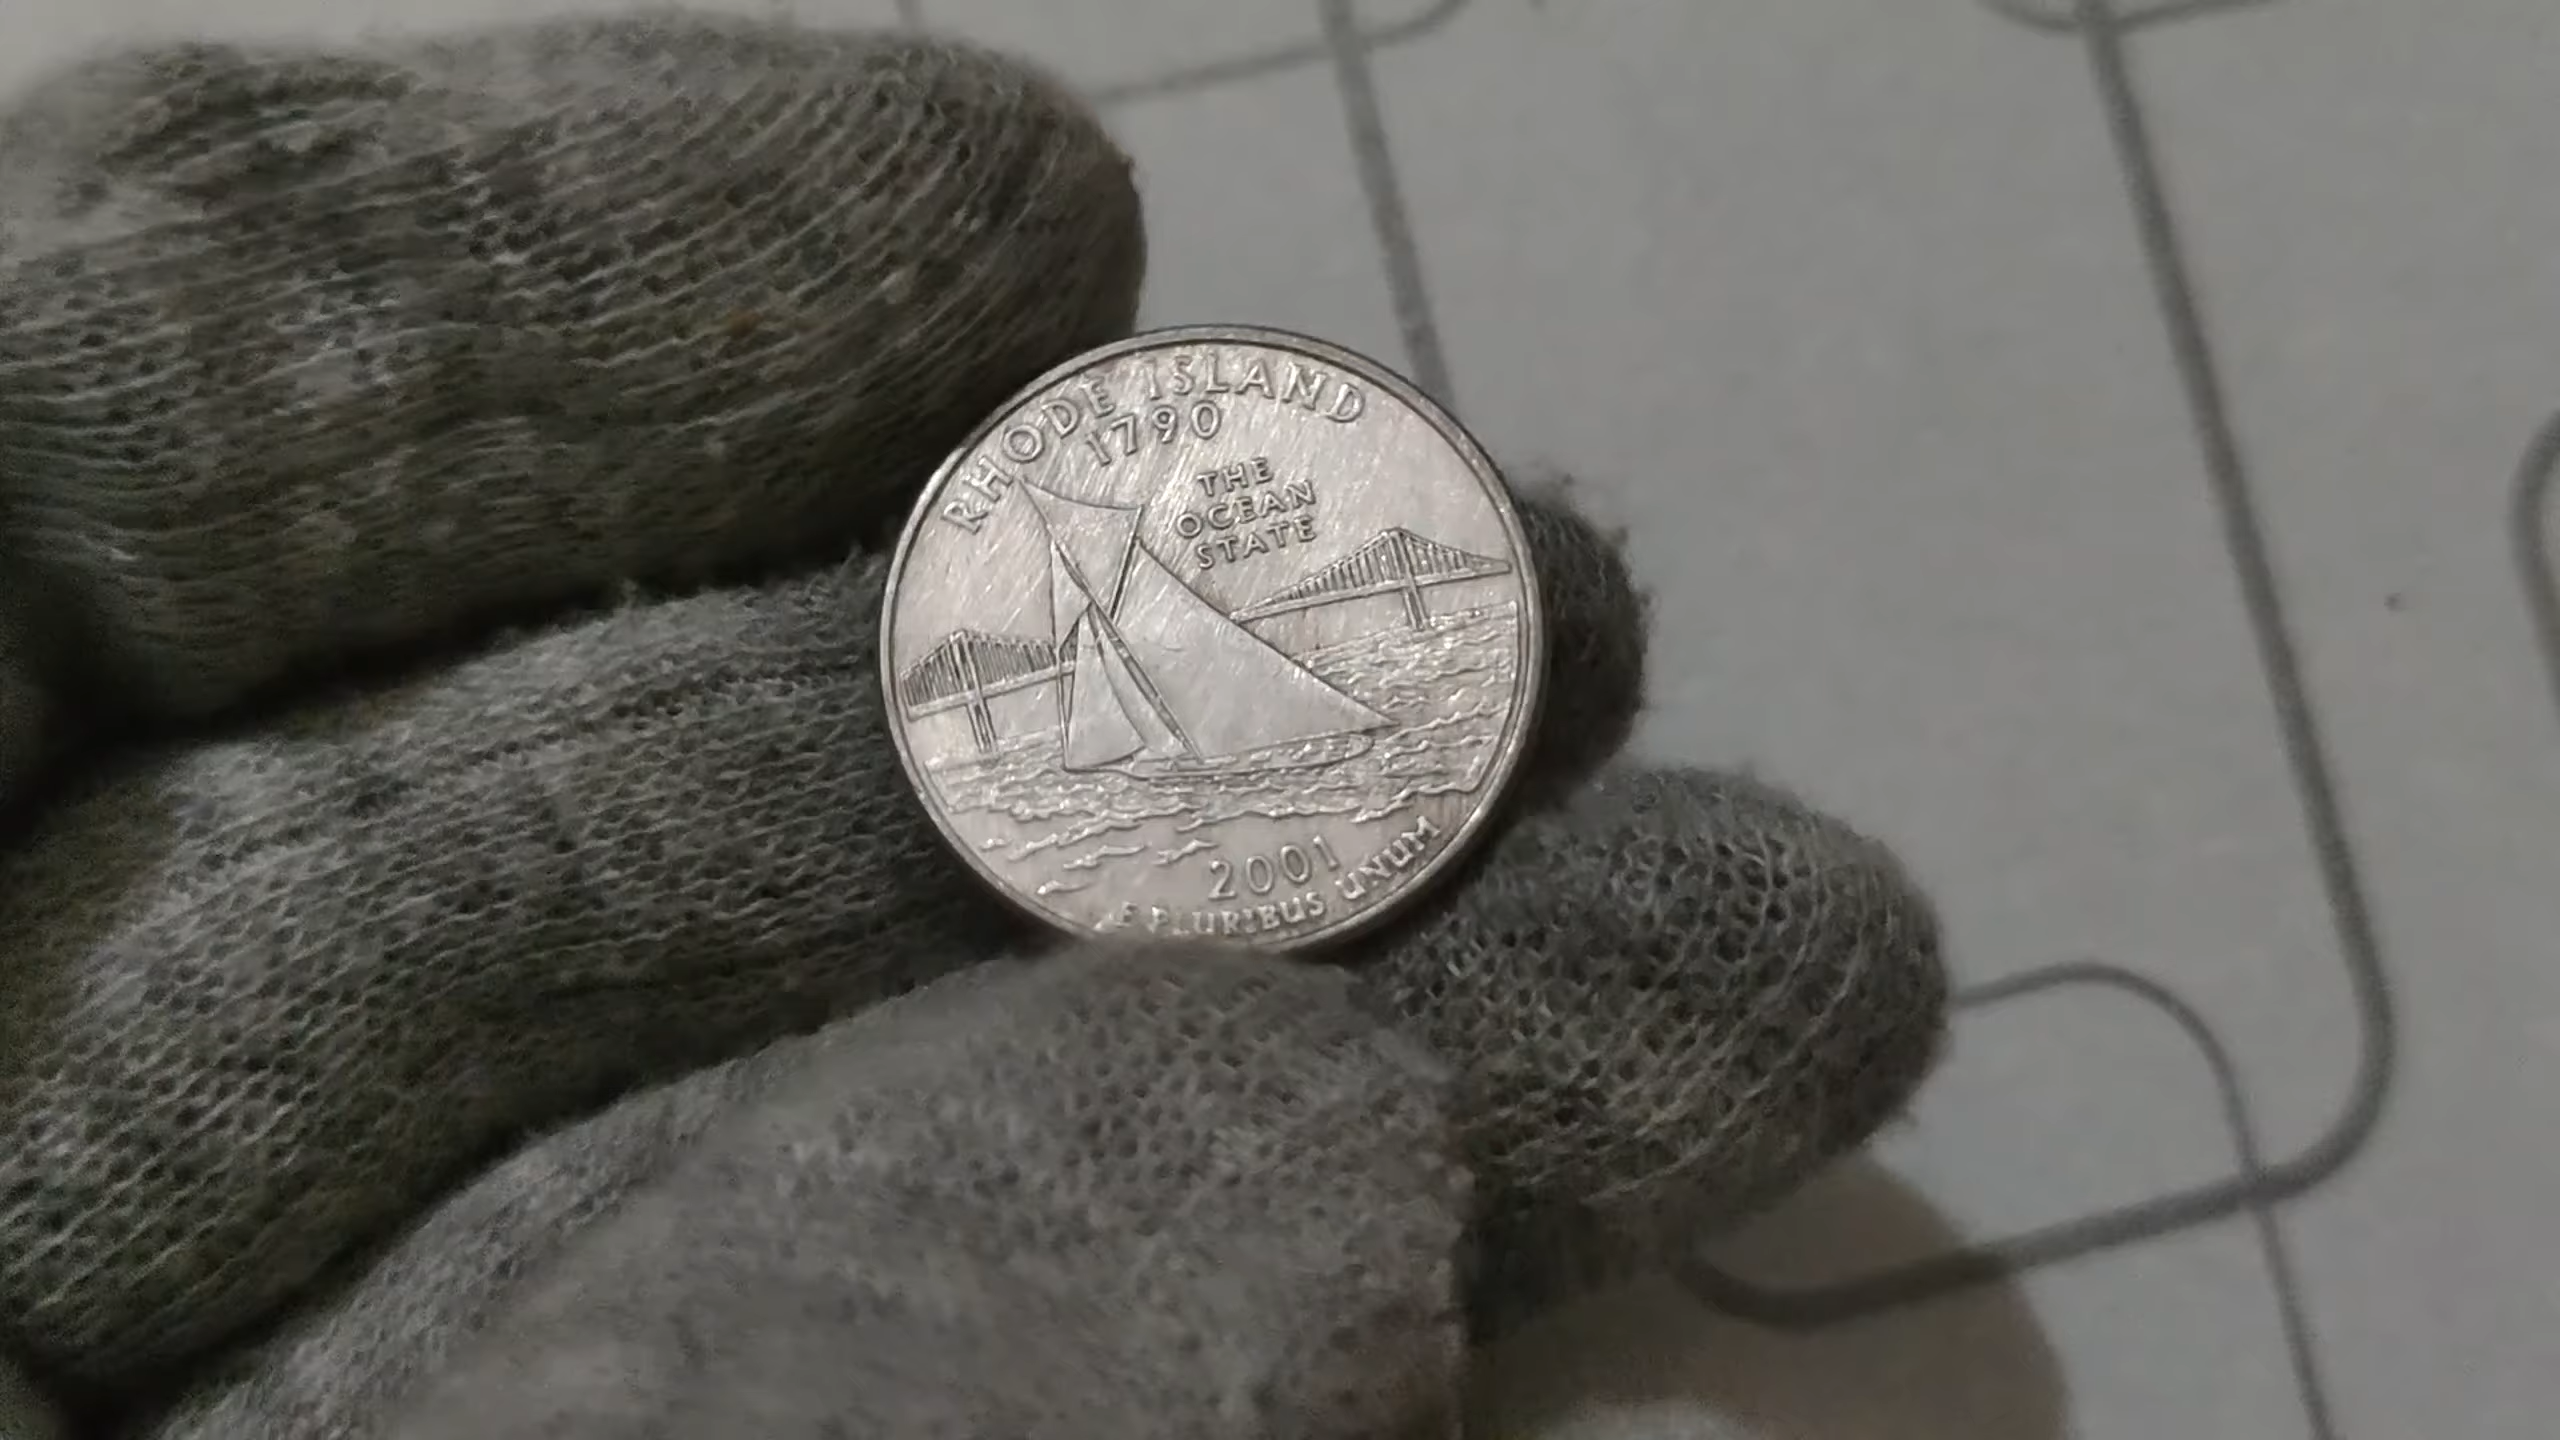 RHODE ISLAND
1790
THE
OCEAN
STATE
2001
E PLURIBUS UNUM